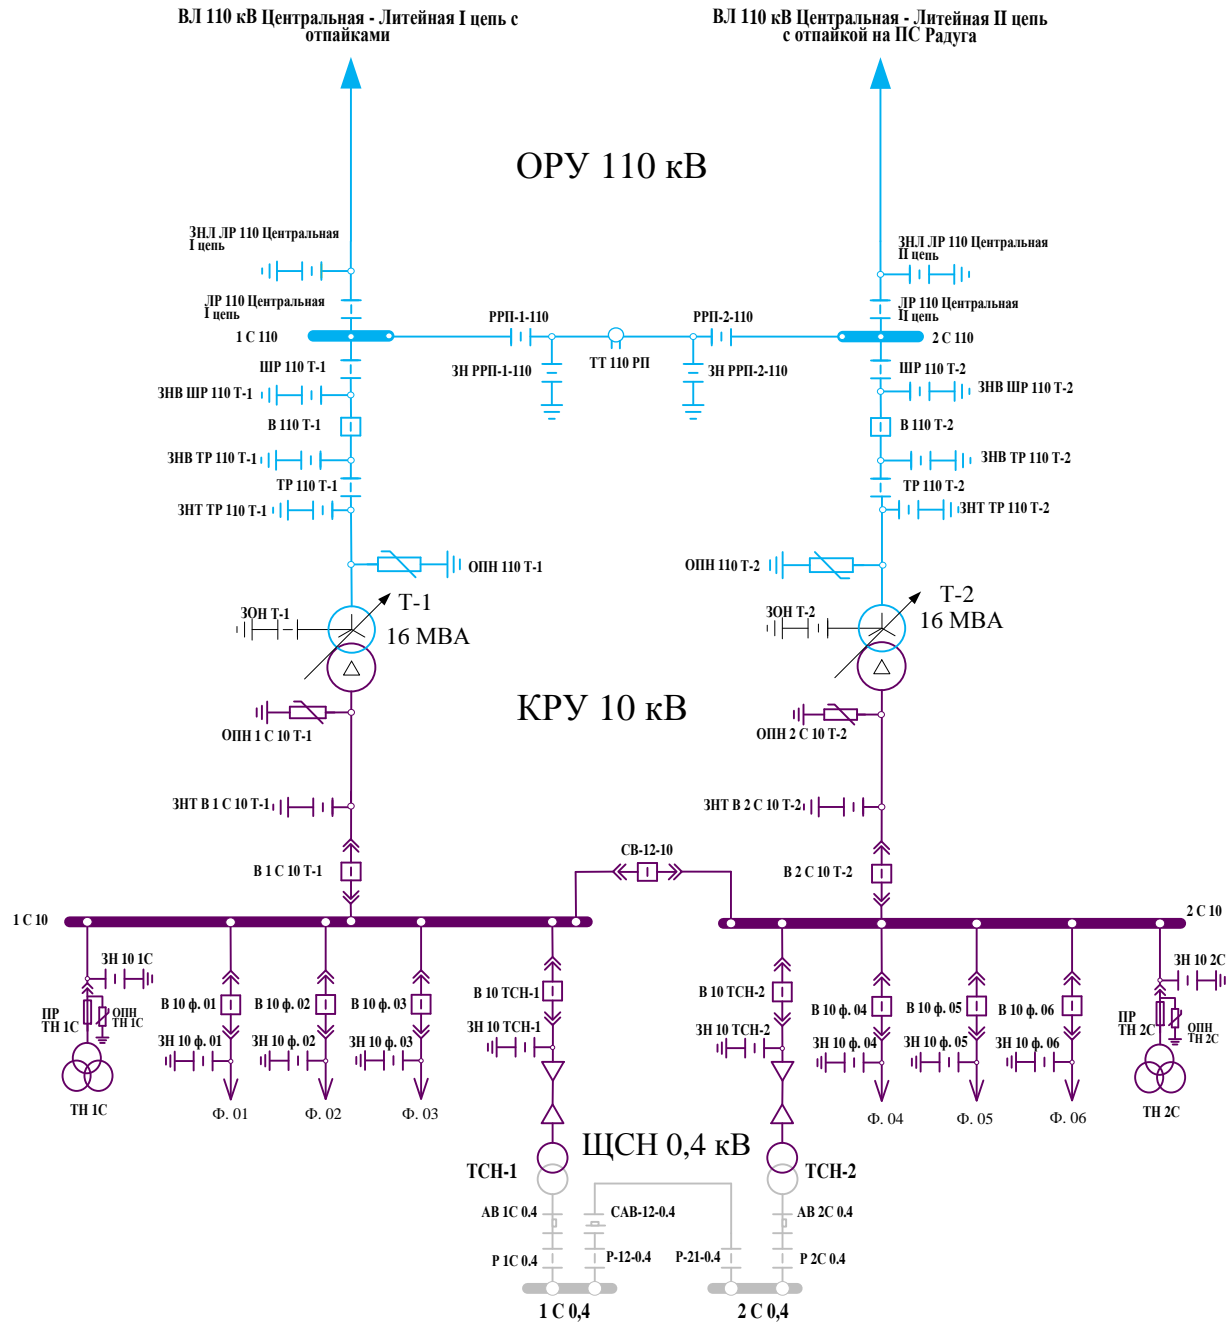 ВЛ 110 кВ Центральная - Литейная I цепь с
отпайками
ВЛ 110 кВ Центральная - Литейная II цепь
с отпайкой на ПС Радуга
ОРУ 110 кВ
ЗНЛ ЛР 110 Центральная
I цепь
ЗНЛ ЛР 110 Центральная
II цепь
ЛР 110 Центральная
I цепь
ЛР 110 Центральная
II цепь
1 С 110
РРП-1-110
РРП-2-110
2 С 110
ТТ 110 РП
ЗН РРП-1-110
ЗН РРП-2-110
ШР 110 Т-1
ШР 110 Т-2
ЗНВ ШР 110 Т-1
ЗНВ ШР 110 Т-2
В 110 Т-1
В 110 Т-2
ЗНВ ТР 110 Т-1
ЗНВ ТР 110 Т-2
ТР 110 Т-1
ТР 110 Т-2
ЗНТ ТР 110 Т-1
ЗНТ ТР 110 Т-2
ОПН 110 Т-1
ОПН 110 Т-2
ЗОН Т-1
Т-1
16 МВА
ЗОН Т-2
Т-2
16 МВА
КРУ 10 кВ
ОПН 1 С 10 Т-1
ОПН 2 С 10 Т-2
ЗНТ В 1 С 10 Т-1
ЗНТ В 2 С 10 Т-2
СВ-12-10
В 1 С 10 Т-1
В 2 С 10 Т-2
1 С 10
2 С 10
ЗН 10 1С
ЗН 10 2С
В 10 ф. 01
В 10 ф. 02
В 10 ф. 03
В 10 ТСН-1
В 10 ТСН-2
В 10 ф. 04
В 10 ф. 05
В 10 ф. 06
ПР
ТН 1С
ОПН
ТН 1С
ПР
ТН 2С
ОПН
ТН 2С
ЗН 10 ф. 01
ЗН 10 ф. 02
ЗН 10 ф. 03
ЗН 10 ТСН-1
ЗН 10 ТСН-2
ЗН 10 ф. 04
ЗН 10 ф. 05
ЗН 10 ф. 06
ТН 1С
Ф. 01
Ф. 02
Ф. 03
Ф. 04
Ф. 05
Ф. 06
ТН 2С
ЩСН 0,4 кВ
ТСН-1
ТСН-2
АВ 1С 0.4
САВ-12-0.4
АВ 2С 0.4
Р 1С 0.4
Р-12-0.4
Р-21-0.4
Р 2С 0.4
1 С 0,4
2 С 0,4